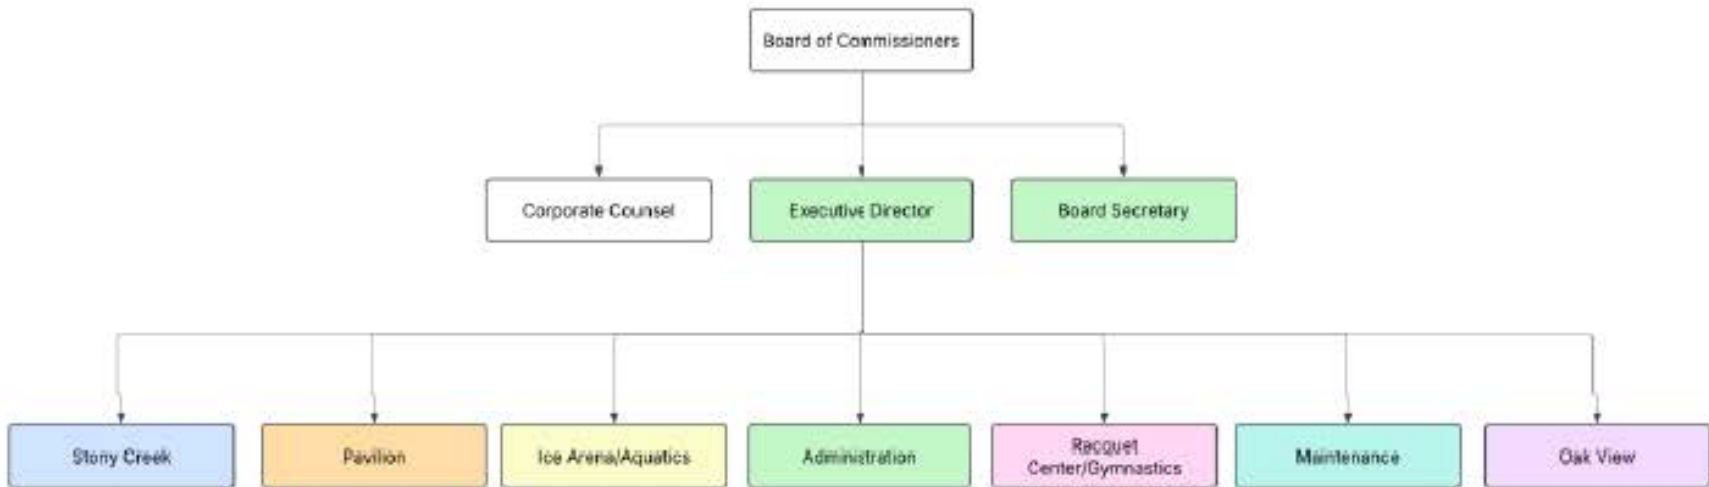 Board of Commissioners
Corporate Counsel
Executive Director
Board Secretary
Stony Creek
Pavilion
Ice Arena/Aquatics
Administration
Racquet
Center/Gymnastics
Maintenance
Oak View